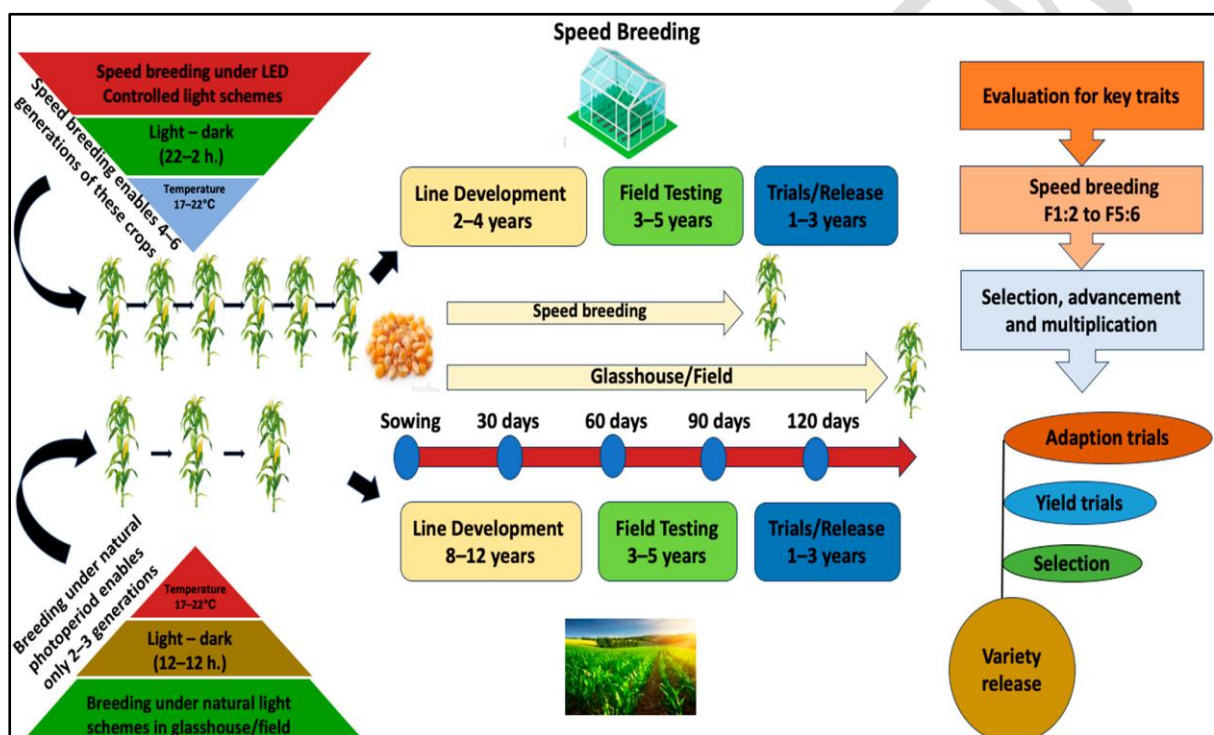 Speed Breeding
Speed breeding under LED
Controlled light schemes
Light – dark
(22–2 h.)
Temperature
17–22°C
Speed breeding enables 4–6
generations of these crops
Line Development
2–4 years
Field Testing
3–5 years
Trials/Release
1–3 years
Speed breeding
Glasshouse/Field
Sowing
30 days
60 days
90 days
120 days
Line Development
8–12 years
Field Testing
3–5 years
Trials/Release
1–3 years
Breeding under natural
photoperiod enables
only 2–3 generations
Temperature
17–22°C
Light – dark
(12–12 h.)
Breeding under natural light
schemes in glasshouse/field
Evaluation for key traits
Speed breeding
F1:2 to F5:6
Selection, advancement
and multiplication
Adaption trials
Yield trials
Selection
Variety
release